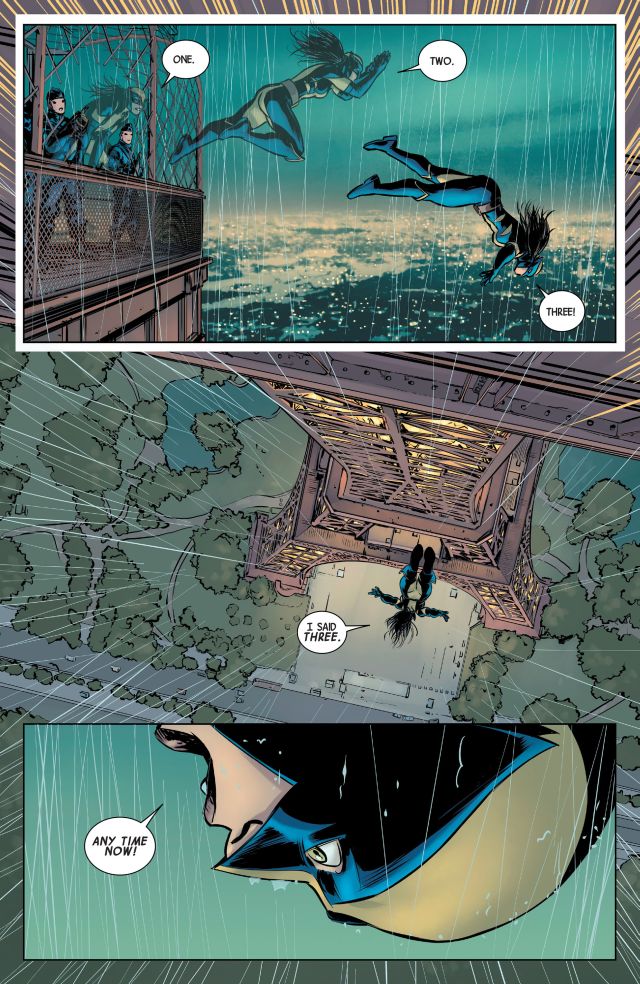 ONE.
TWO.
THREE!
I SAID
THREE.
ANY TIME
NOW!